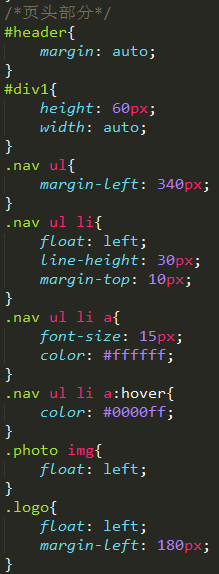 /*页头部分*/
#header{
margin: auto;
}
#div1{
height: 60px;
width: auto;
}
.nav ul{
margin-left: 340px;
}
.nav ul li{
float: left;
line-height: 30px;
margin-top: 10px;
}
.nav ul li a{
font-size: 15px;
color: #ffffff;
}
.nav ul li a:hover{
color: #0000ff;
}
.photo img{
float: left;
}
.logo{
float: left;
margin-left: 180px;
}